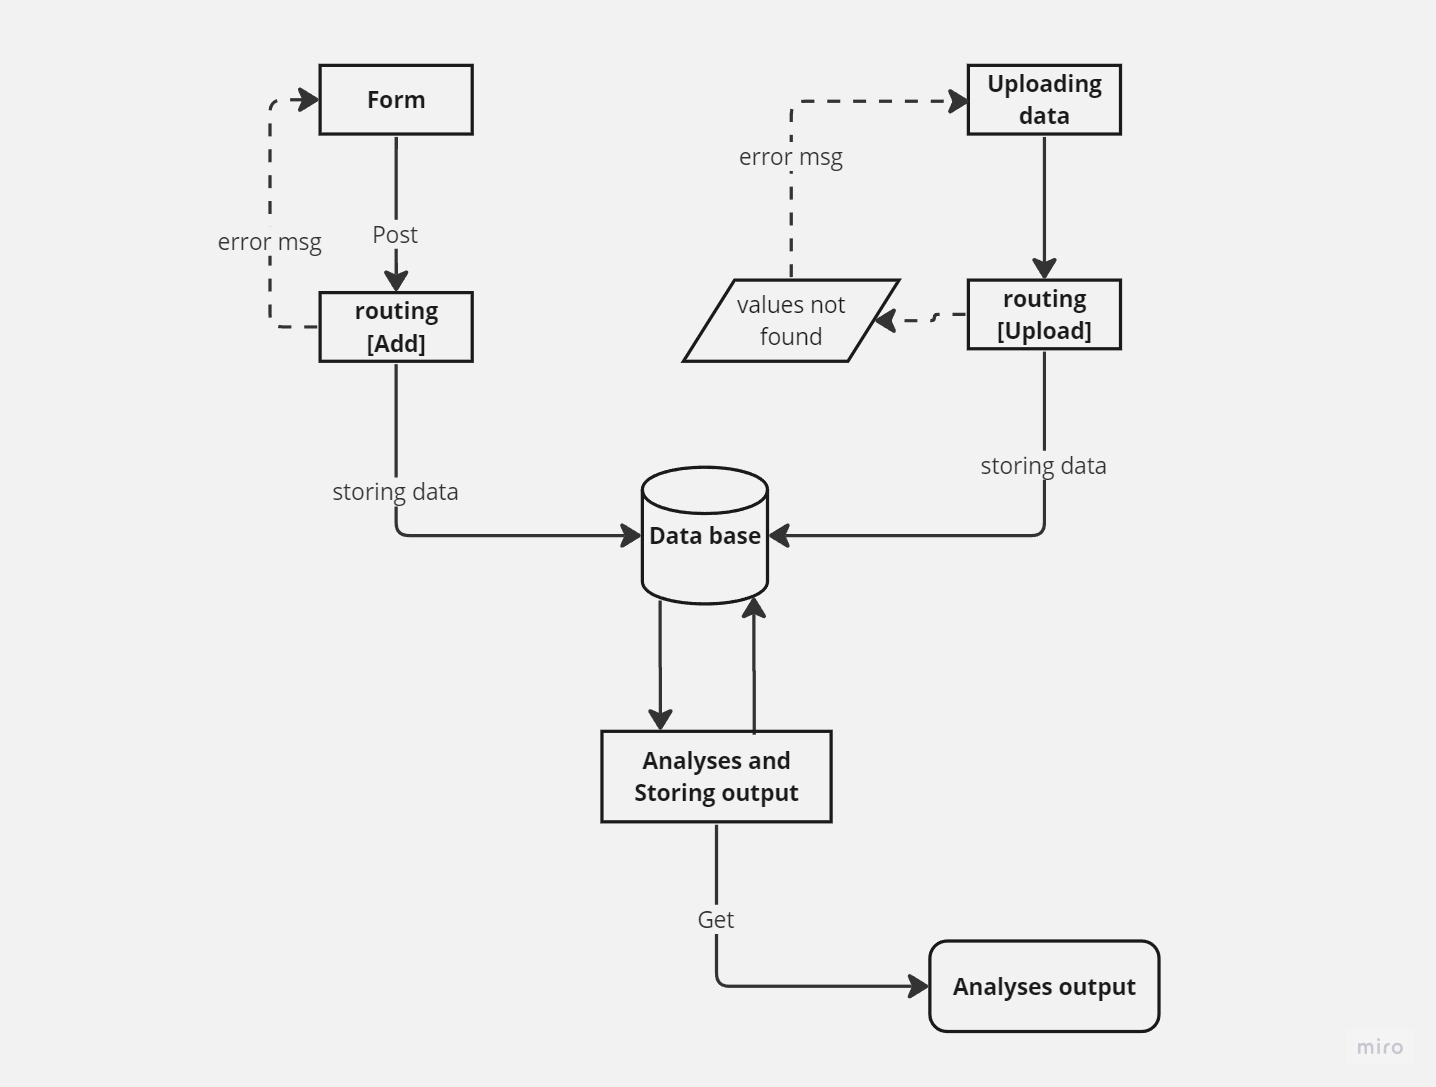 Form
Uploading
data
error msg
error msg
Post
routing
[Add]
values not
found
routing
[Upload]
storing data
storing data
Data base
Analyses and
Storing output
Get
Analyses output
miro